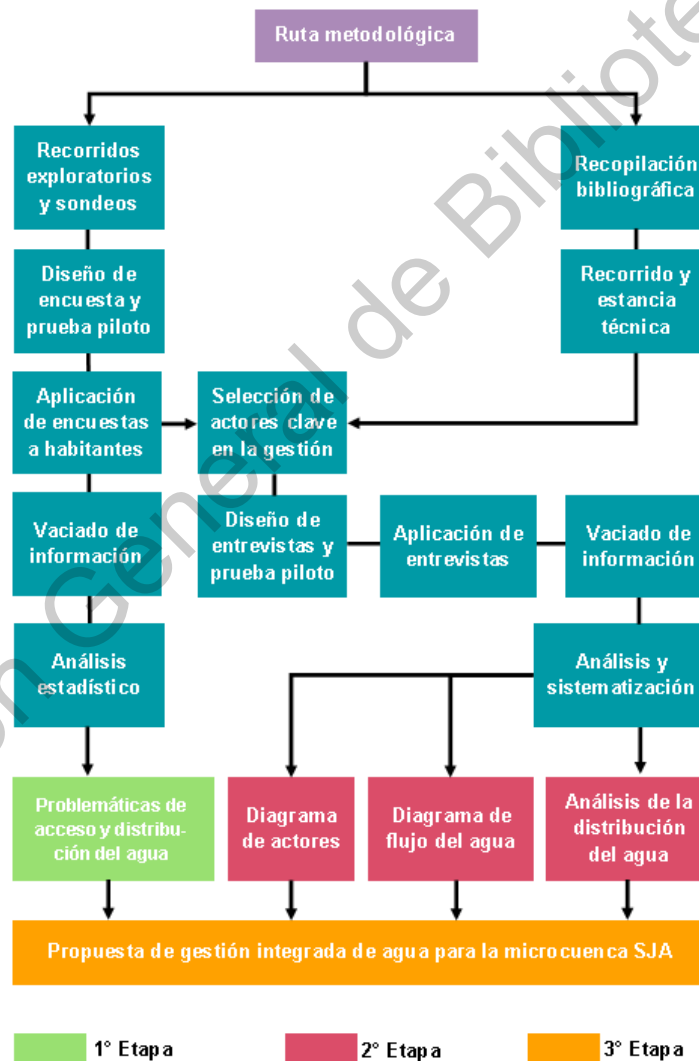 Ruta metodológica
Recorridos
exploratorios
y sondeos
Recopilación
bibliográfica
Diseño de
encuesta y
prueba piloto
Recorrido y
estancia
técnica
Aplicación
de encuestas
a habitantes
Selección de
actores clave
en la gestión
Vaciado de
información
Diseño de
entrevistas y
prueba piloto
Aplicación de
entrevistas
Vaciado de
información
Análisis
estadístico
Análisis y
sistematización
Problemáticas de
acceso y distribu-
ción del agua
Diagrama
de actores
Diagrama de
flujo del agua
Análisis de la
distribución
del agua
Propuesta de gestión integrada de agua para la microcuenca SJA
1° Etapa
2° Etapa
3° Etapa
General de